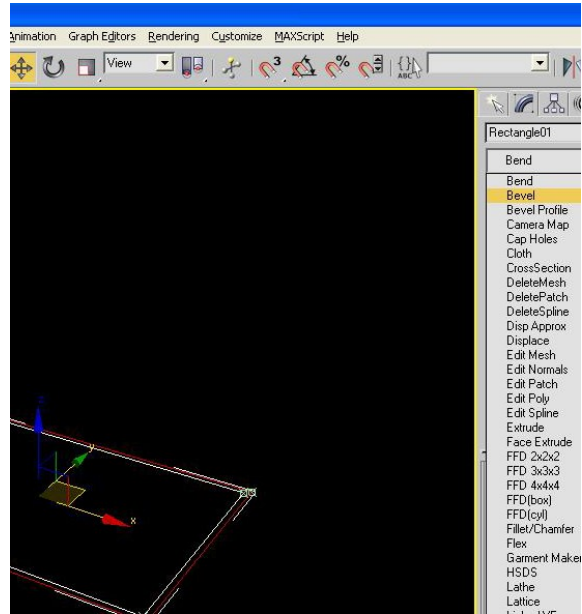 Animation Graph Editors Rendering Customize MAXScript Help
View
3
%
{}
ABC
Rectangle01
Bend
Bend
Bevel
Bevel Profile
Camera Map
Cap Holes
Cloth
CrossSection
DeleteMesh
DeletePatch
DeleteSpline
Disp Approx
Displace
Edit Mesh
Edit Normals
Edit Patch
Edit Poly
Edit Spline
Extrude
Face Extrude
FFD 2x2x2
FFD 3x3x3
FFD 4x4x4
FFD(box)
FFD(cyl)
Fillet/Chamfer
Flex
Garment Maker
HSDS
Lathe
Lattice
z
y
x